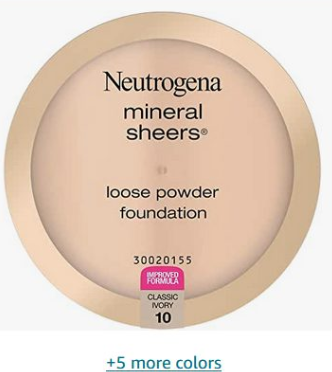 Neutrogena
mineral
sheers®
loose powder
foundation
30020155
IMPROVED
FORMULA
CLASSIC
IVORY
10
+5 more colors